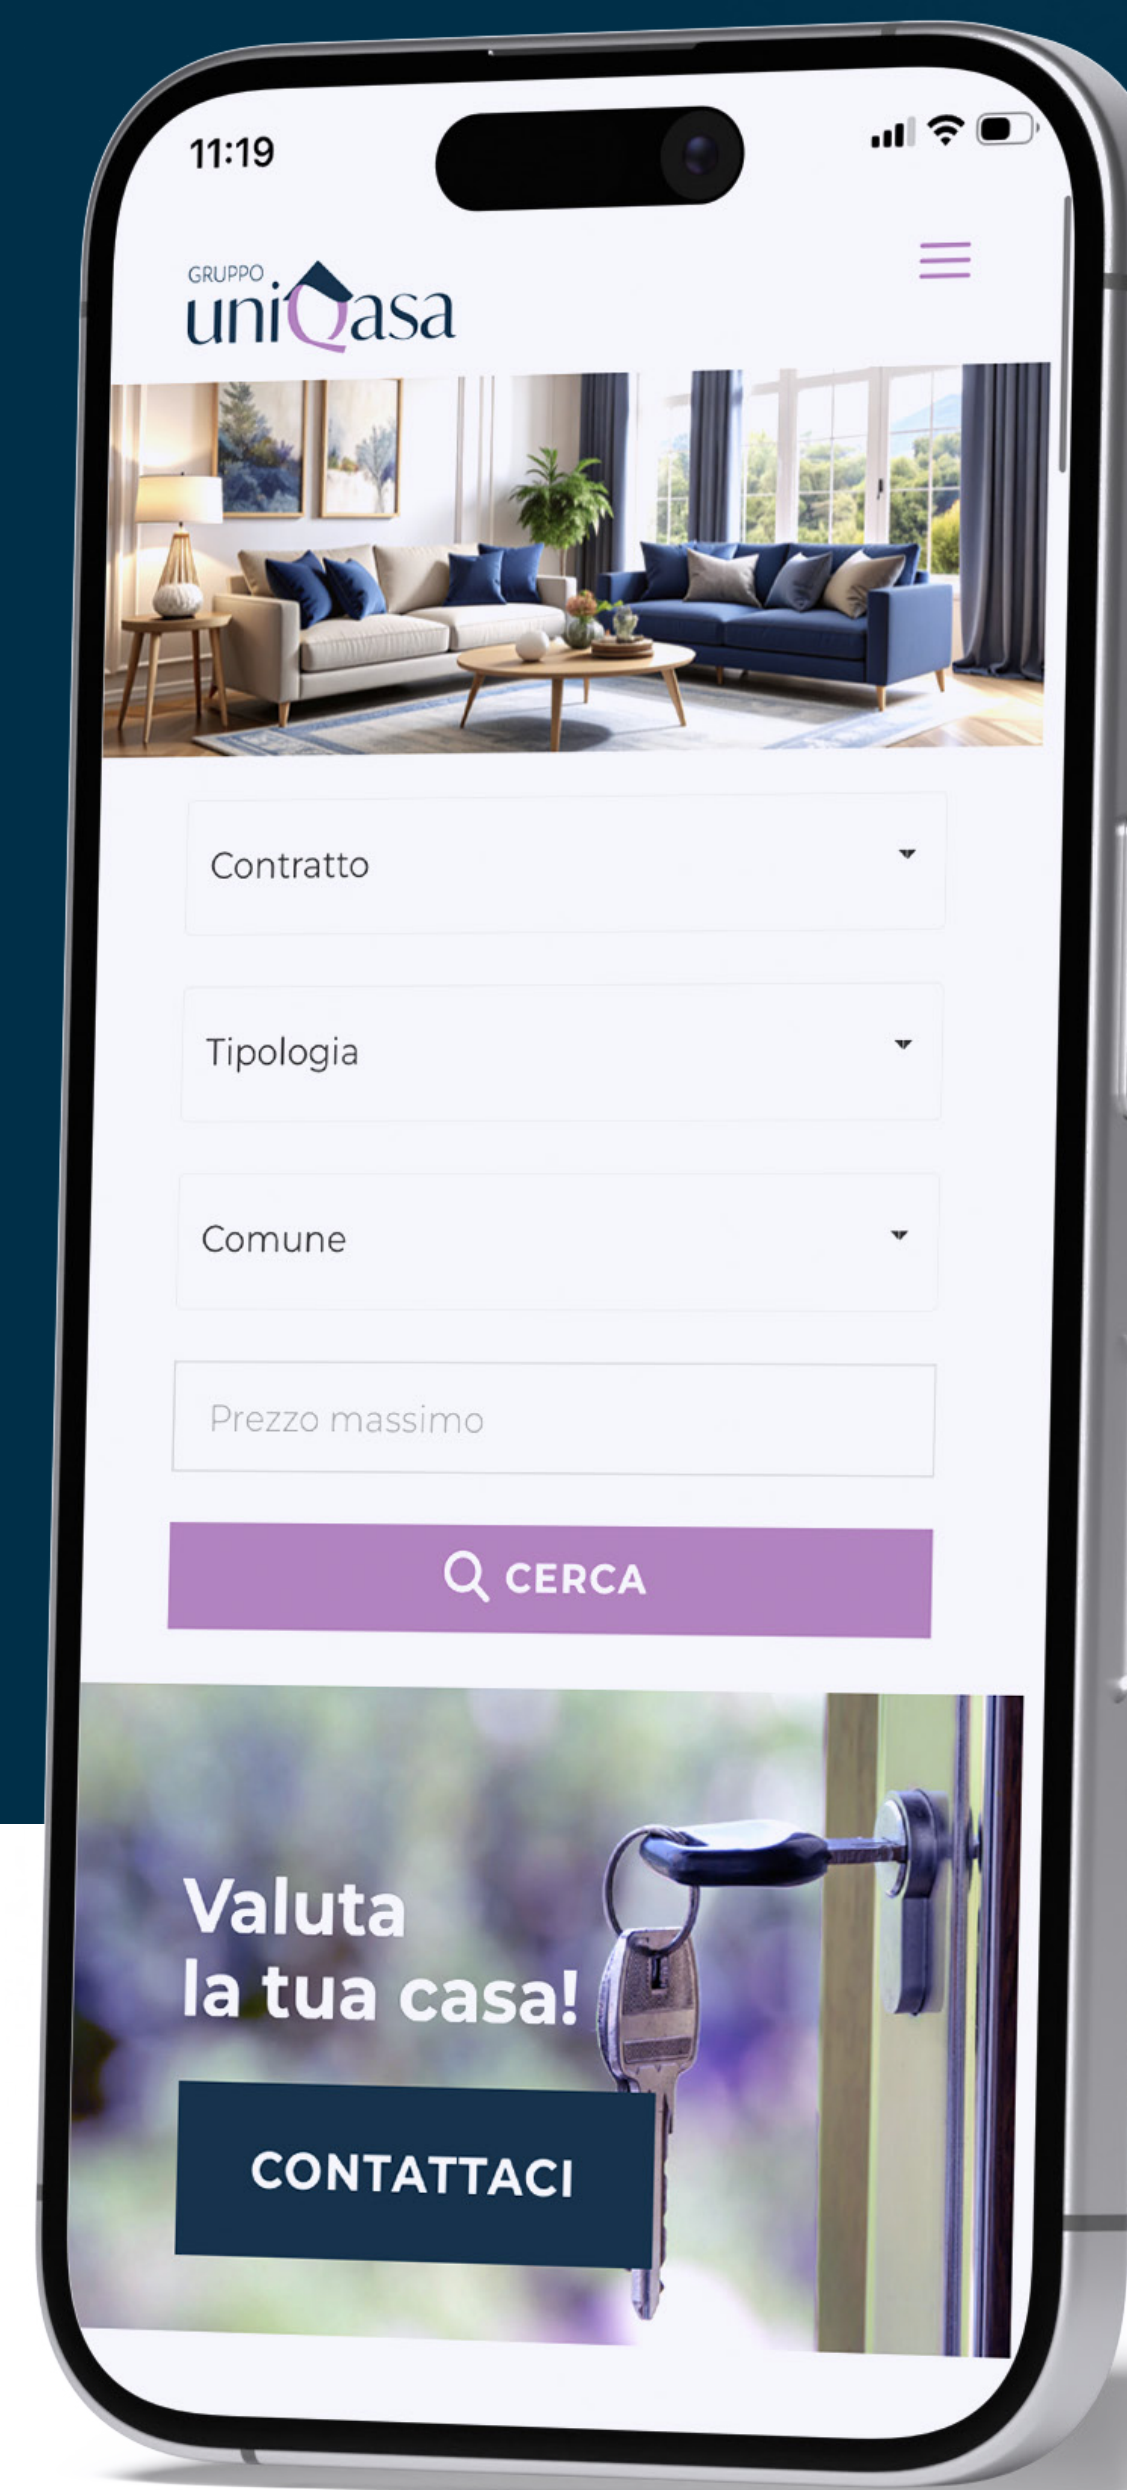 11:19
GRUPPO
uniQasa
Contratto
Tipologia
Comune
Prezzo massimo
CERCA
Valuta
la tua casa!
CONTATTACI